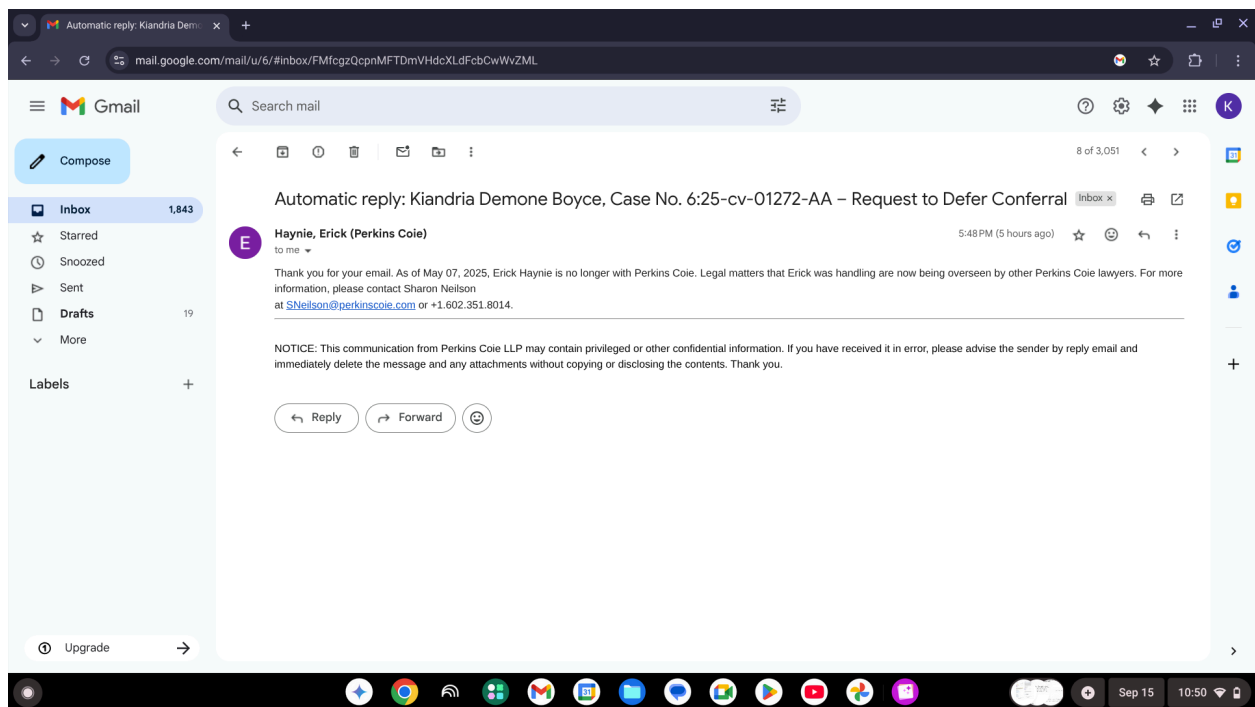 Automatic reply: Kiandria Demo
mail.google.com/mail/u/6/#inbox/FMfcgzQcpnMFTDmVHdcXLdFcbCwWvZML
Gmail
Search mail
K
Compose
8 of 3,051
Inbox 1,843
Starred
Snoozed
Sent
Drafts 19
More
Labels
Automatic reply: Kiandria Demone Boyce, Case No. 6:25-cv-01272-AA – Request to Defer Conferral
Inbox ×
E
Haynie, Erick (Perkins Coie)
5:48 PM (5 hours ago)
to me
Thank you for your email. As of May 07, 2025, Erick Haynie is no longer with Perkins Coie. Legal matters that Erick was handling are now being overseen by other Perkins Coie lawyers. For more
information, please contact Sharon Neilson
at SNeilson@perkinscoie.com or +1.602.351.8014.
NOTICE: This communication from Perkins Coie LLP may contain privileged or other confidential information. If you have received it in error, please advise the sender by reply email and
immediately delete the message and any attachments without copying or disclosing the contents. Thank you.
Reply
Forward
Upgrade
31
31
Sep 15
10:50